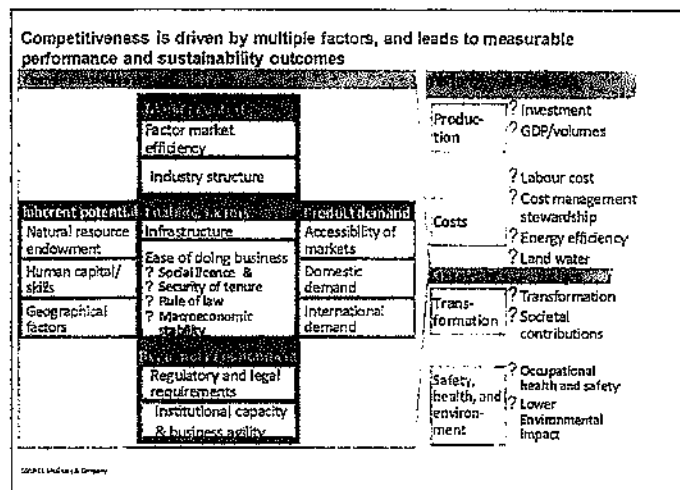 Competitiveness is driven by multiple factors, and leads to measurable
performance and sustainability outcomes
Factor market
efficiency
Industry structure
Inherent potential
Natural resource
endowment
Human capital/
skills
Geographical
factors
Infrastructure
Ease of doing business
? Social licence &
? Security of tenure
? Rule of law
? Macroeconomic
stability
Product demand
Accessibility of
markets
Domestic
demand
International
demand
Regulatory and legal
requirements
Institutional capacity
& business agility
Produc-
tion
? Investment
? GDP/volumes
Costs
? Labour cost
? Cost management
stewardship
? Energy efficiency
? Land water
Trans-
formation
? Transformation
? Societal
contributions
Safety,
health, and
environ-
ment
? Occupational
health and safety
? Lower
Environmental
Impact